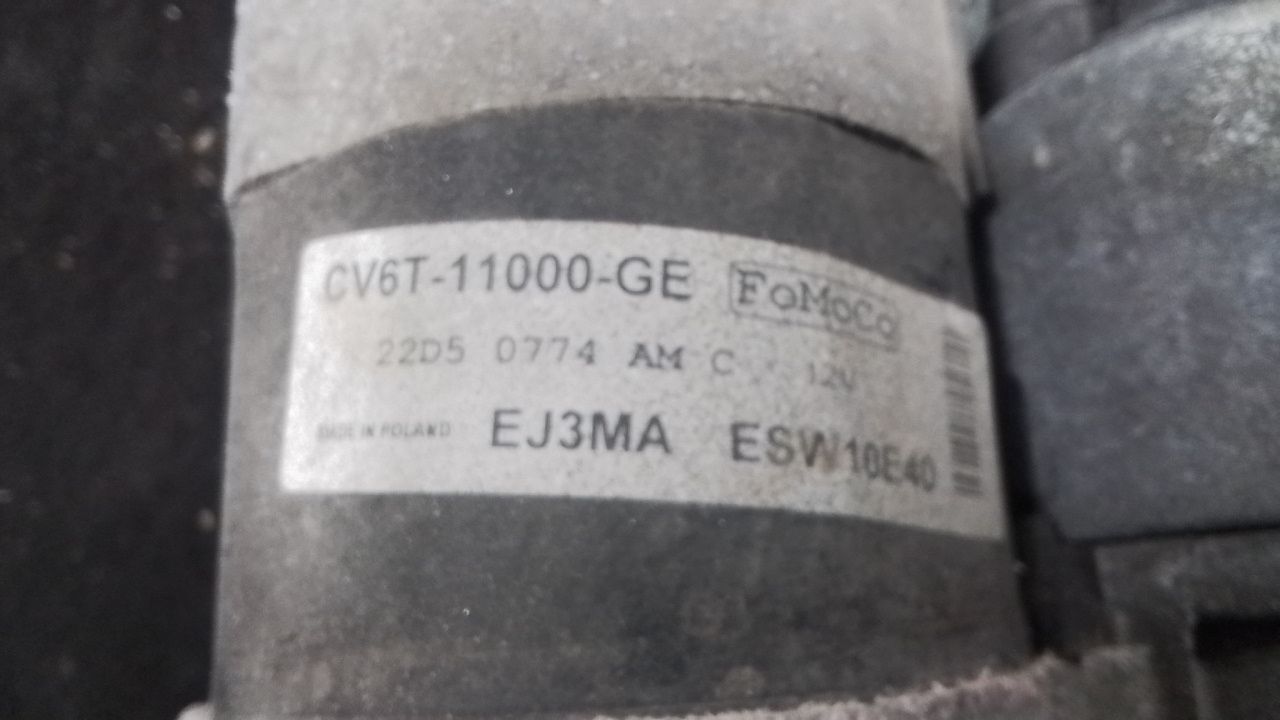 CV6T-11000-GE FoMoCo
22D5 0774 AM C 12V
MADE IN POLAND EJ3MA ESW10E40